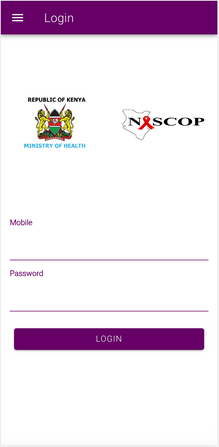 Login
REPUBLIC OF KENYA
MINISTRY OF HEALTH
NASCOP
Mobile
Password
LOGIN